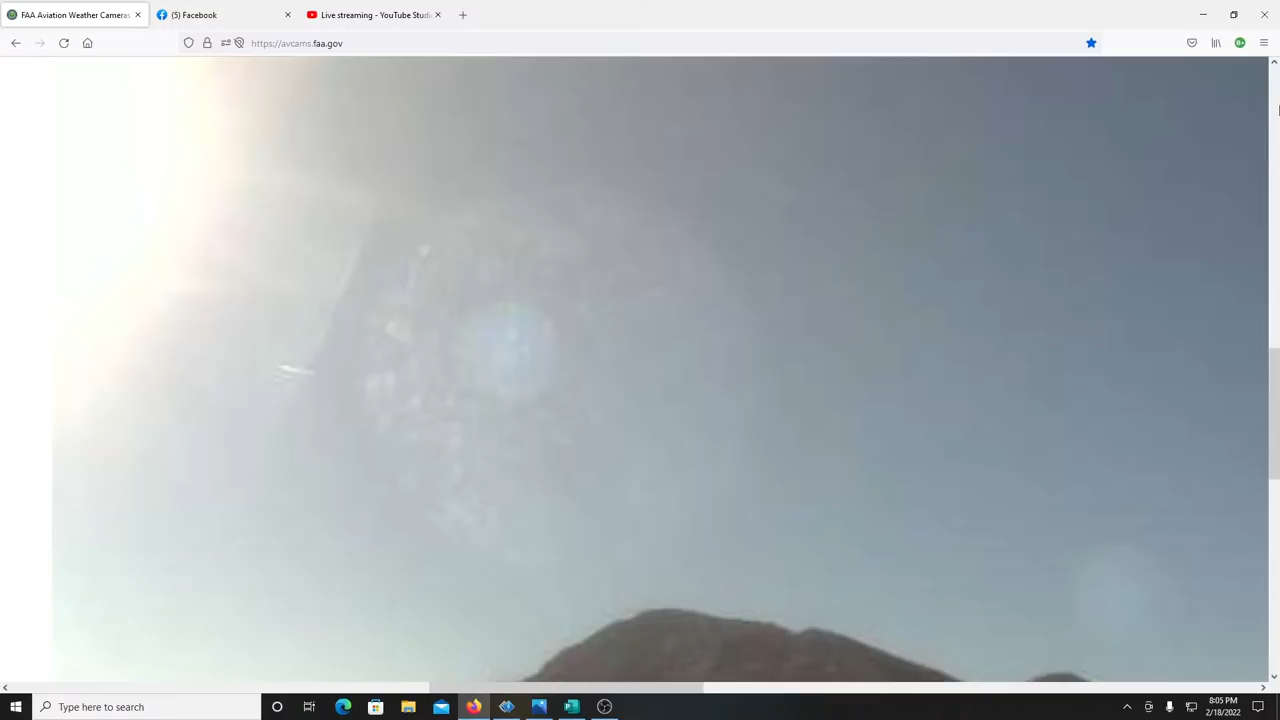 FAA Aviation Weather Cameras
(5) Facebook
Live streaming - YouTube Studi
https://avcams.faa.gov
Type here to search
8:05 PM
2/18/2022